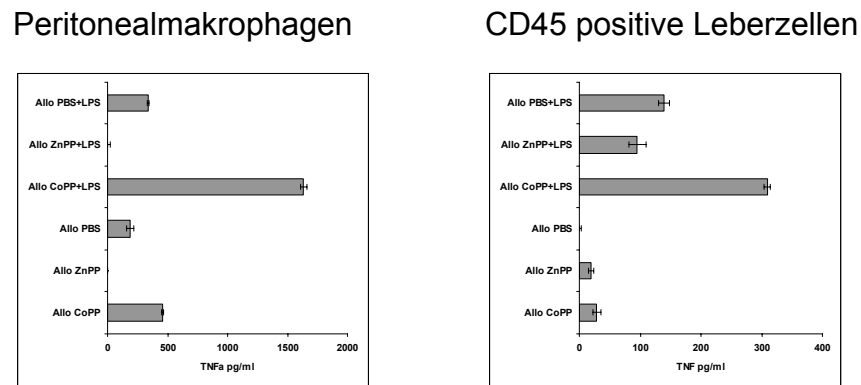 Peritonealmakrophagen
Allo PBS+LPS
Allo ZnPP+LPS
Allo CoPP+LPS
Allo PBS
Allo ZnPP
Allo CoPP
0 500 1000 1500 2000
TNFa pg/ml
CD45 positive Leberzellen
Allo PBS+LPS
Allo ZnPP+LPS
Allo CoPP+LPS
Allo PBS
Allo ZnPP
Allo CoPP
0 100 200 300 400
TNF pg/ml